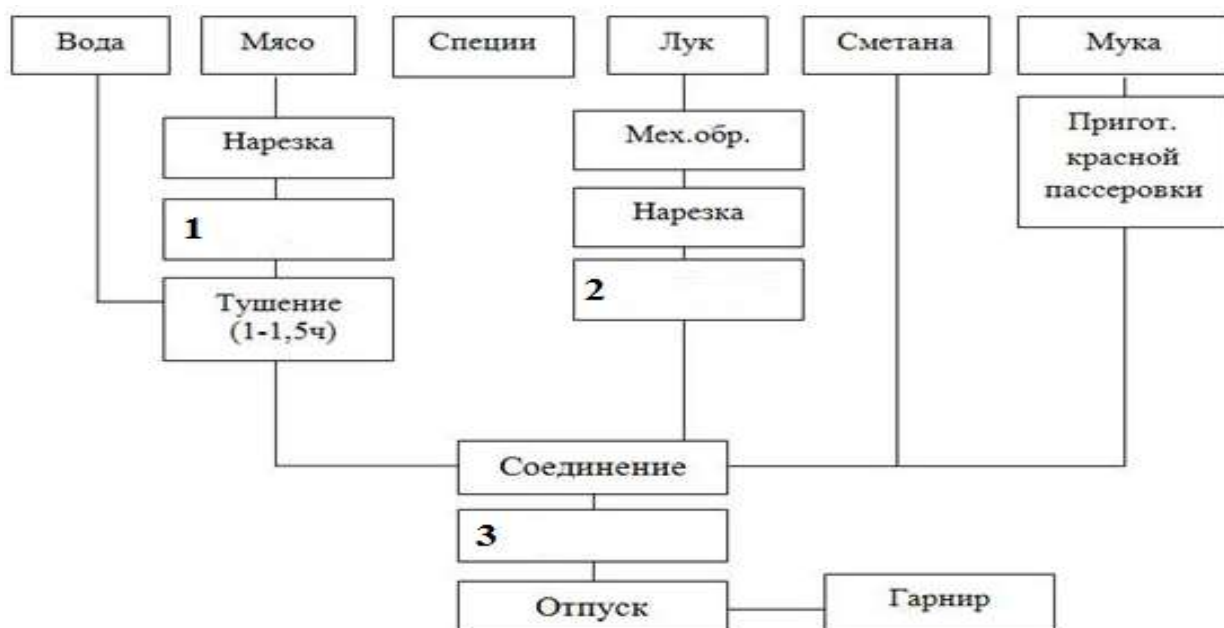 Вода
Мясо
Специи
Лук
Сметана
Мука
Нарезка
Мех.обр.
Пригот.
красной
пассеровки
1
Нарезка
2
Тушение
(1-1,5ч)
Соединение
3
Отпуск
Гарнир